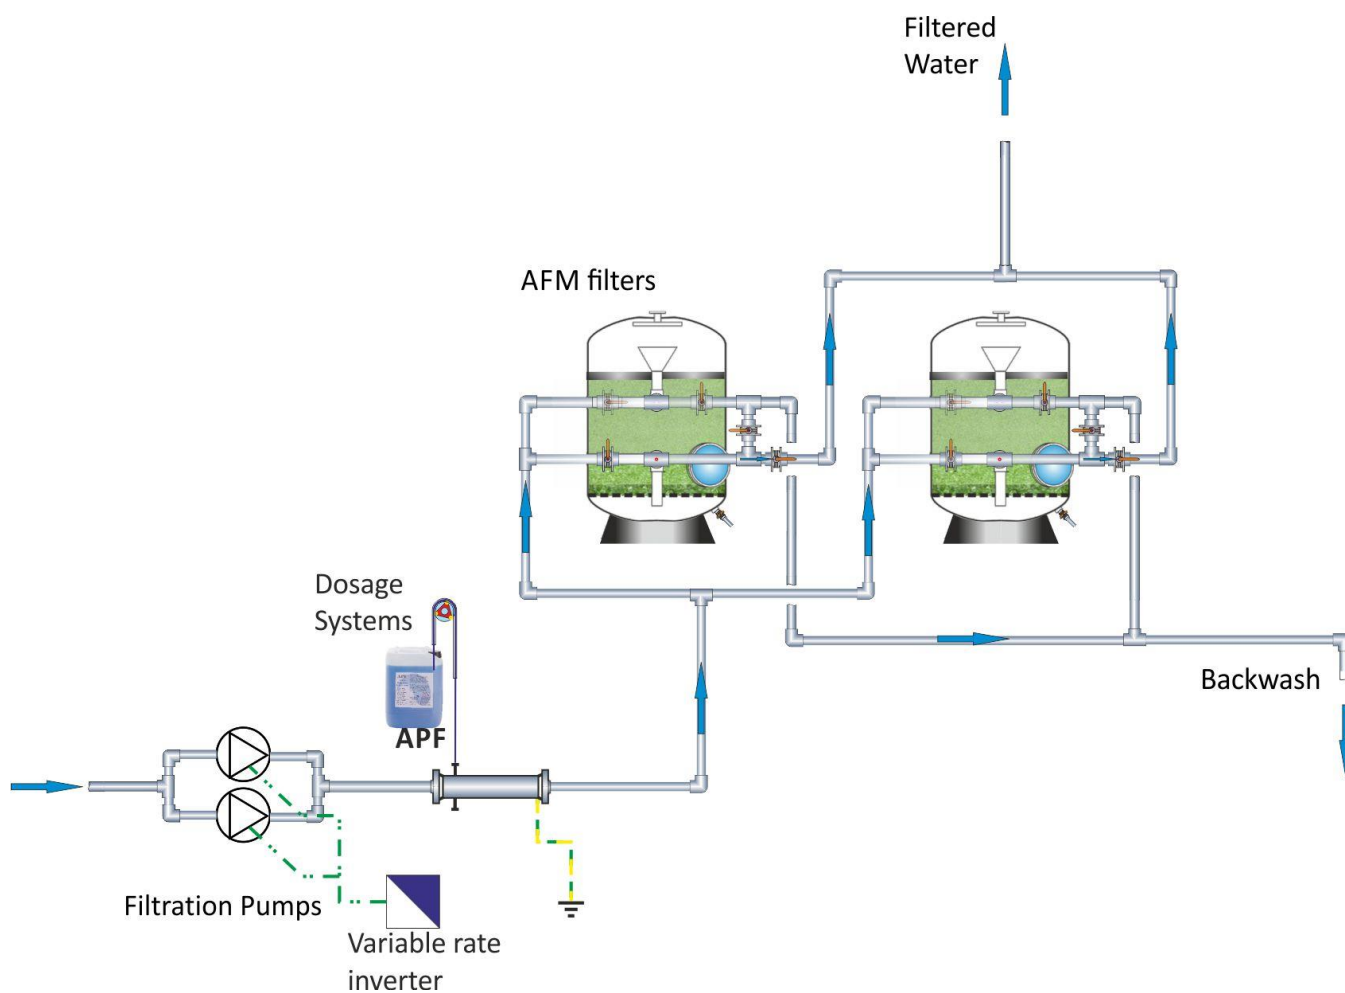 Filtered
Water
AFM filters
Dosage
Systems
APF
Backwash
Filtration Pumps
Variable rate
inverter